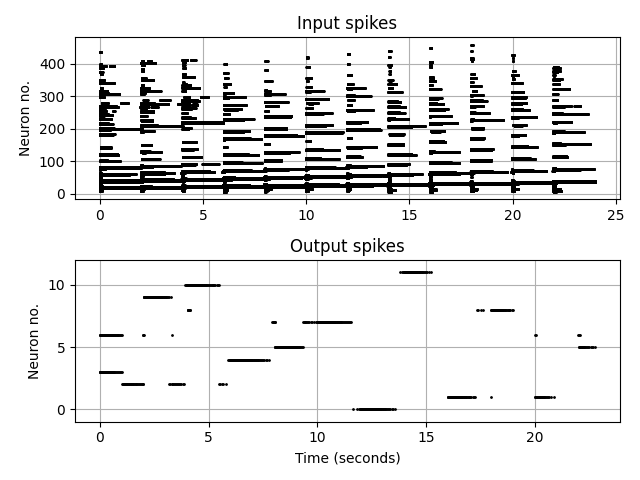 Input spikes
400
300
200
100
0
Neuron no.
0 5 10 15 20 25
Output spikes
10
5
0
Neuron no.
0 5 10 15 20
Time (seconds)